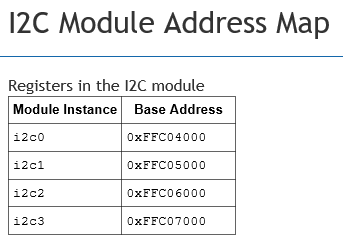 I2C Module Address Map
Registers in the I2C module
Module Instance Base Address
i2c0 0xFFC04000
i2c1 0xFFC05000
i2c2 0xFFC06000
i2c3 0xFFC07000